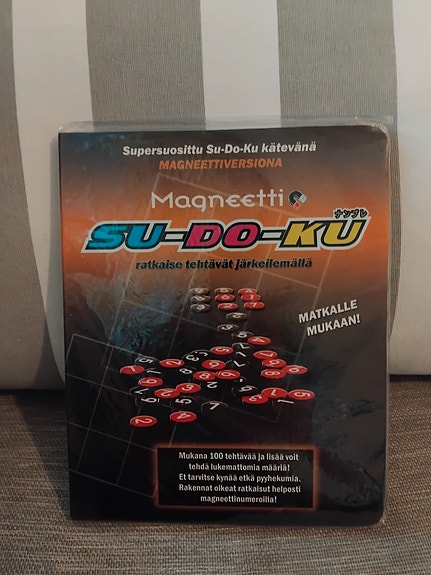 Supersuosittu Su-Do-Ku kätevänä
MAGNEETTIVERSIONA
Magneetti
ナンプレ
SU-DO-KU
ratkaise tehtävät järkeilemällä
MATKALLE
MUKAAN!
Mukana 100 tehtävää ja lisää voit
tehdä lukemattomia määriä!
Et tarvitse kynää etkä pyyhekumia.
Rakennat oikeat ratkaisut helposti
magneettinumeroilla!